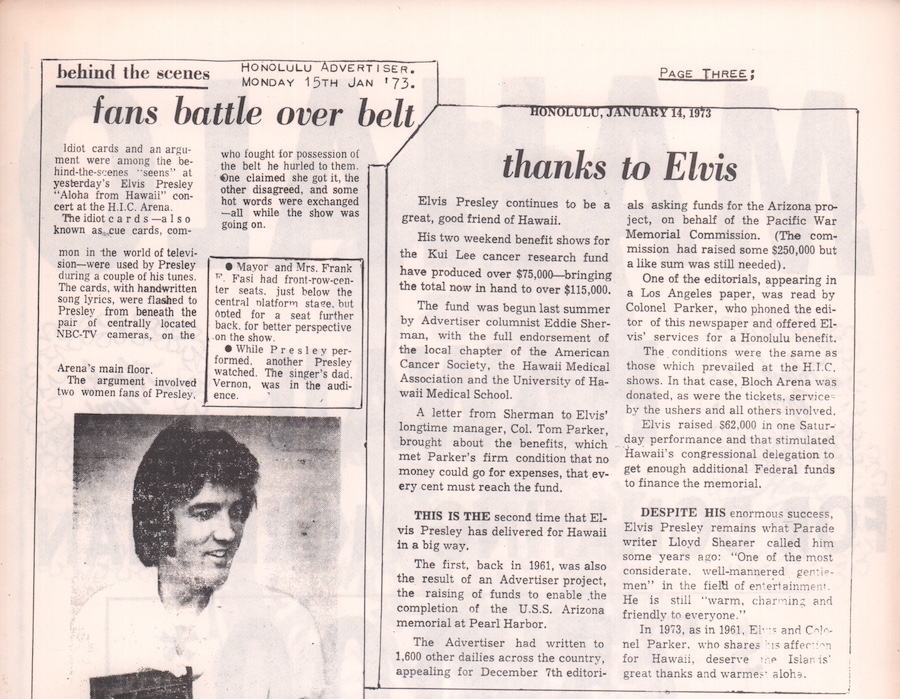 behind the scenes
HONOLULU ADVERTISER.
MONDAY 15TH JAN '73.
fans battle over belt
Idiot cards and an argu-
ment were among the be-
hind-the-scenes "seens" at
yesterday's Elvis Presley
"Aloha from Hawaii" con-
cert at the H.I.C. Arena.
The idiot cards—also
known as cue cards, com-
mon in the world of televi-
sion—were used by Presley
during a couple of his tunes.
The cards, with handwritten
song lyrics, were flashed to
Presley from beneath the
pair of centrally located
NBC-TV cameras, on the
Arena's main floor.
The argument involved
two women fans of Presley,
who fought for possession of
the belt he hurled to them.
One claimed she got it, the
other disagreed, and some
hot words were exchanged
—all while the show was
going on.
● Mayor and Mrs. Frank
F. Fasi had front-row-cen-
ter seats, just below the
central platform stage, but
opted for a seat further
back, for better perspective
on the show.
● While Presley per-
formed, another Presley
watched. The singer's dad,
Vernon, was in the audi-
ence.
PAGE THREE;
HONOLULU, JANUARY 14, 1973
thanks to Elvis
Elvis Presley continues to be a
great, good friend of Hawaii.
His two weekend benefit shows for
the Kui Lee cancer research fund
have produced over $75,000—bringing
the total now in hand to over $115,000.
The fund was begun last summer
by Advertiser columnist Eddie Sher-
man, with the full endorsement of
the local chapter of the American
Cancer Society, the Hawaii Medical
Association and the University of Ha-
waii Medical School.
A letter from Sherman to Elvis'
longtime manager, Col. Tom Parker,
brought about the benefits, which
met Parker's firm condition that no
money could go for expenses, that ev-
ery cent must reach the fund.
THIS IS THE second time that El-
vis Presley has delivered for Hawaii
in a big way.
The first, back in 1961, was also
the result of an Advertiser project,
the raising of funds to enable the
completion of the U.S.S. Arizona
memorial at Pearl Harbor.
The Advertiser had written to
1,600 other dailies across the country,
appealing for December 7th editori-
als asking funds for the Arizona pro-
ject, on behalf of the Pacific War
Memorial Commission. (The com-
mission had raised some $250,000 but
a like sum was still needed).
One of the editorials, appearing in
a Los Angeles paper, was read by
Colonel Parker, who phoned the edi-
tor of this newspaper and offered El-
vis' services for a Honolulu benefit.
The conditions were the same as
those which prevailed at the H.I.C.
shows. In that case, Bloch Arena was
donated, as were the tickets, services
by the ushers and all others involved.
Elvis raised $62,000 in one Satur-
day performance and that stimulated
Hawaii's congressional delegation to
get enough additional Federal funds
to finance the memorial.
DESPITE HIS enormous success,
Elvis Presley remains what Parade
writer Lloyd Shearer called him
some years ago: "One of the most
considerate, well-mannered gentle-
men" in the field of entertainment.
He is still "warm, charming and
friendly to everyone."
In 1973, as in 1961, Elvis and Colo-
nel Parker, who shares his affection
for Hawaii, deserve the Islands'
great thanks and warmest aloha.